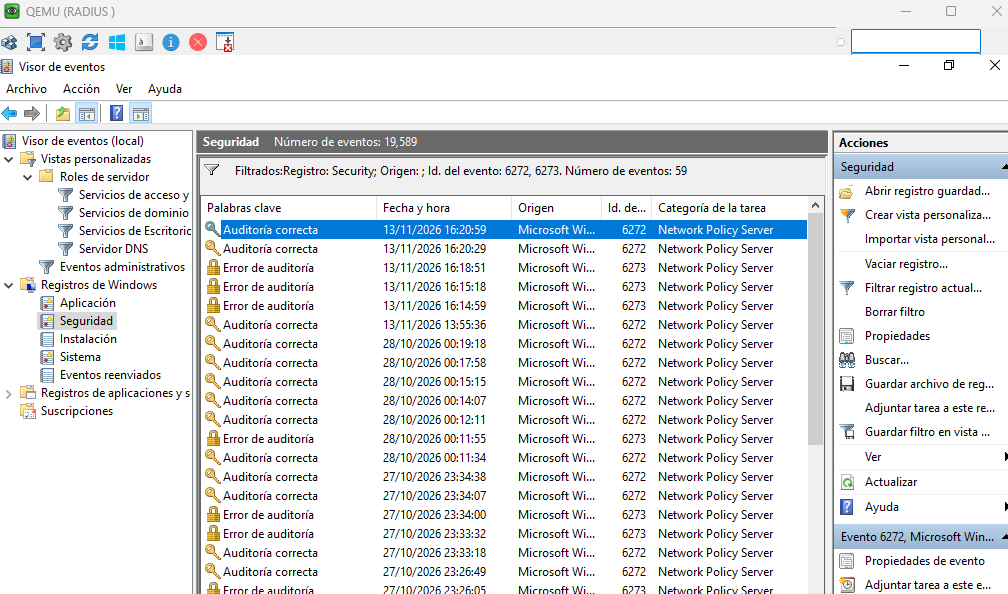 QEMU (RADIUS )
Visor de eventos
Archivo Acción Ver Ayuda
Visor de eventos (local)
Vistas personalizadas
Roles de servidor
Servicios de acceso y
Servicios de dominio
Servicios de Escritoric
Servidor DNS
Eventos administrativos
Registros de Windows
Aplicación
Seguridad
Instalación
Sistema
Eventos reenviados
Registros de aplicaciones y s
Suscripciones
Seguridad Número de eventos: 19,589
Filtrados:Registro: Security; Origen: ; Id. del evento: 6272, 6273. Número de eventos: 59
Palabras clave Fecha y hora Origen Id. de... Categoría de la tarea
Auditoría correcta 13/11/2026 16:20:59 Microsoft Wi... 6272 Network Policy Server
Auditoría correcta 13/11/2026 16:20:29 Microsoft Wi... 6272 Network Policy Server
Error de auditoría 13/11/2026 16:18:51 Microsoft Wi... 6273 Network Policy Server
Error de auditoría 13/11/2026 16:15:18 Microsoft Wi... 6273 Network Policy Server
Error de auditoría 13/11/2026 16:14:59 Microsoft Wi... 6273 Network Policy Server
Auditoría correcta 13/11/2026 13:55:36 Microsoft Wi... 6272 Network Policy Server
Auditoría correcta 28/10/2026 00:19:18 Microsoft Wi... 6272 Network Policy Server
Auditoría correcta 28/10/2026 00:17:58 Microsoft Wi... 6272 Network Policy Server
Auditoría correcta 28/10/2026 00:15:15 Microsoft Wi... 6272 Network Policy Server
Auditoría correcta 28/10/2026 00:14:07 Microsoft Wi... 6272 Network Policy Server
Auditoría correcta 28/10/2026 00:12:11 Microsoft Wi... 6272 Network Policy Server
Error de auditoría 28/10/2026 00:11:55 Microsoft Wi... 6273 Network Policy Server
Auditoría correcta 28/10/2026 00:11:34 Microsoft Wi... 6272 Network Policy Server
Auditoría correcta 27/10/2026 23:34:38 Microsoft Wi... 6272 Network Policy Server
Auditoría correcta 27/10/2026 23:34:07 Microsoft Wi... 6272 Network Policy Server
Error de auditoría 27/10/2026 23:34:00 Microsoft Wi... 6273 Network Policy Server
Error de auditoría 27/10/2026 23:33:32 Microsoft Wi... 6273 Network Policy Server
Auditoría correcta 27/10/2026 23:33:18 Microsoft Wi... 6272 Network Policy Server
Auditoría correcta 27/10/2026 23:26:49 Microsoft Wi... 6272 Network Policy Server
Error de auditoría 27/10/2026 23:26:05 Microsoft Wi... 6273 Network Policy Server
Acciones
Seguridad
Abrir registro guardad...
Crear vista personaliza...
Importar vista personal...
Vaciar registro...
Filtrar registro actual...
Borrar filtro
Propiedades
Buscar...
Guardar archivo de reg...
Adjuntar tarea a este re...
Guardar filtro en vista ...
Ver
Actualizar
Ayuda
Evento 6272, Microsoft Win...
Propiedades de evento
Adjuntar tarea a este e...